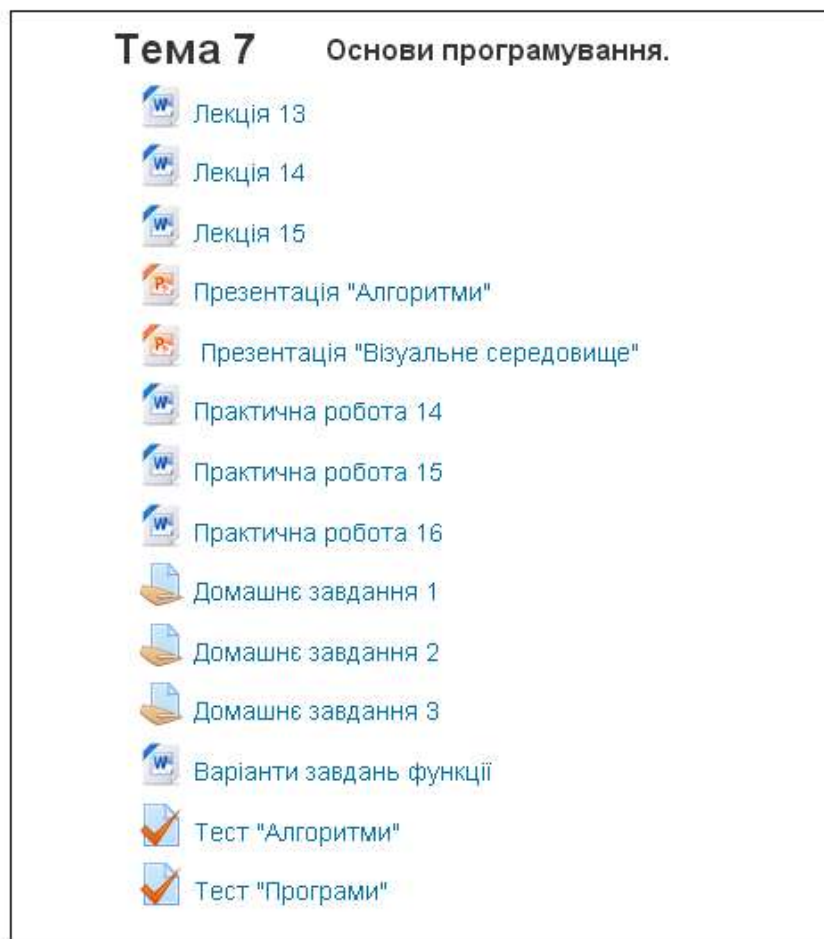 Тема 7 Основи програмування.
Лекція 13
Лекція 14
Лекція 15
Презентація "Алгоритми"
Презентація "Візуальне середовище"
Практична робота 14
Практична робота 15
Практична робота 16
Домашнє завдання 1
Домашнє завдання 2
Домашнє завдання 3
Варіанти завдань функції
Тест "Алгоритми"
Тест "Програми"